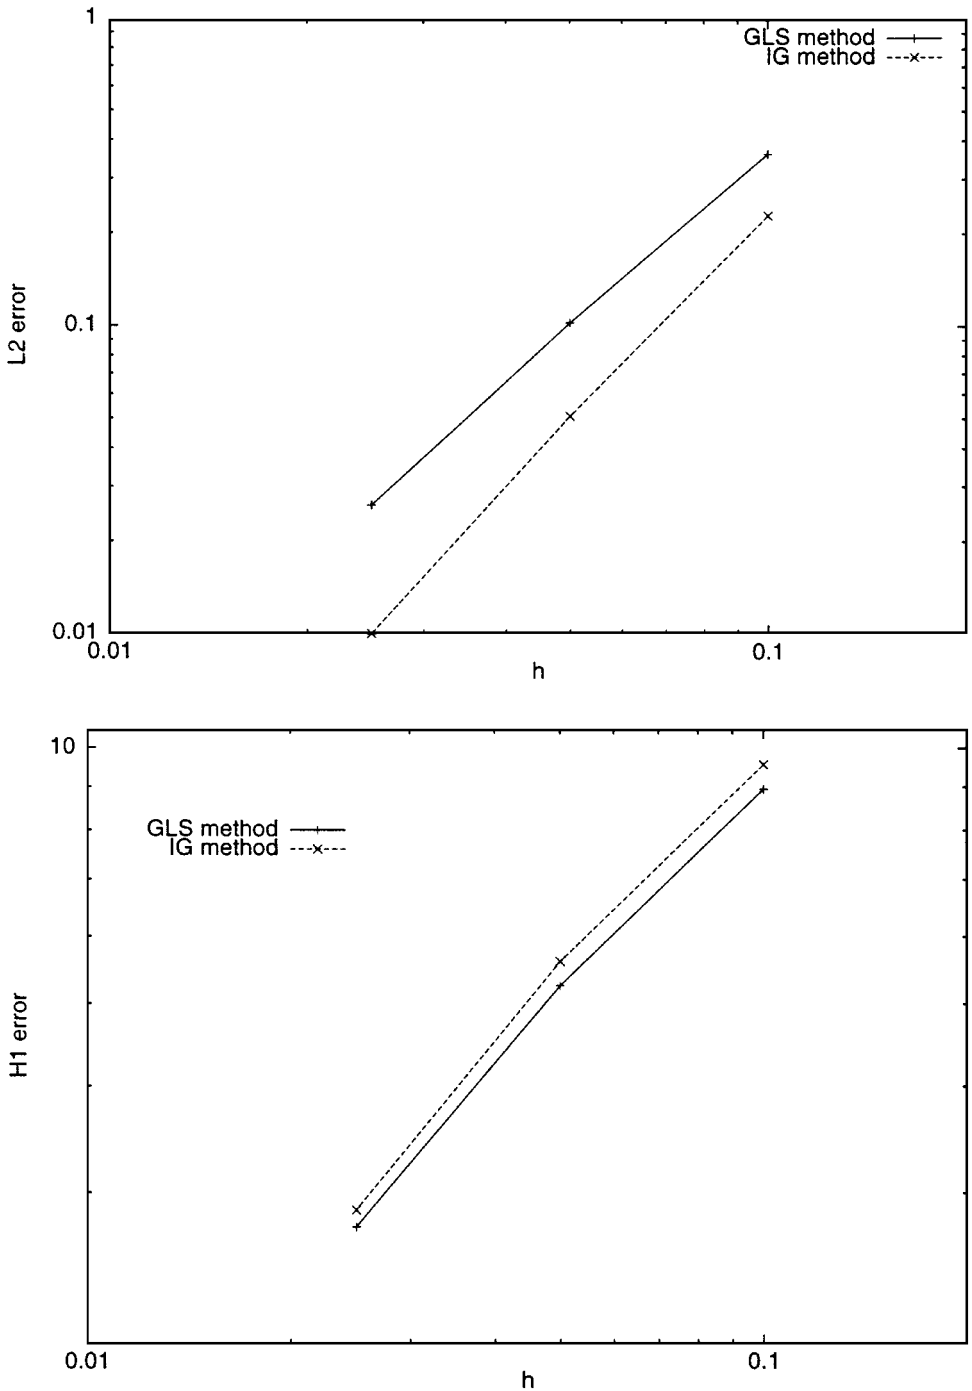 1
GLS method
IG method
L2 error
0.1
0.01
0.01
0.1
h
10
GLS method
IG method
H1 error
0.01
0.1
h